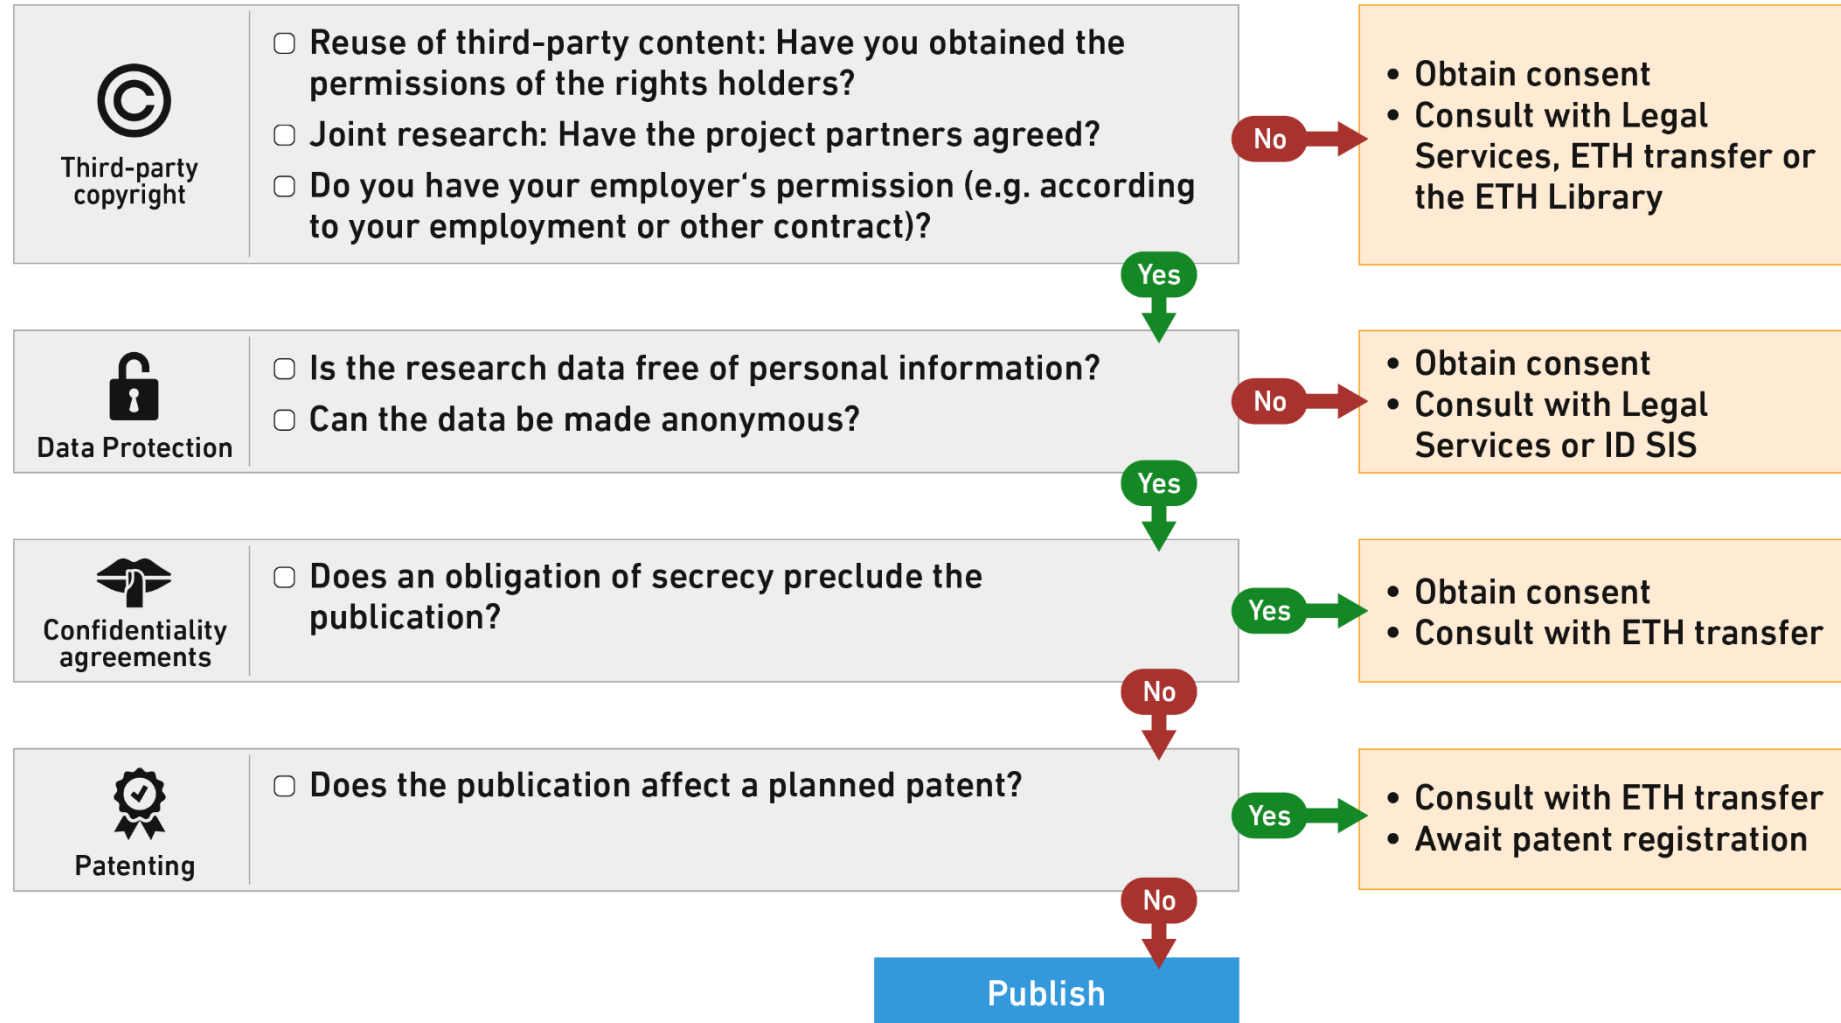 Third-party
copyright
☐ Reuse of third-party content: Have you obtained the
permissions of the rights holders?
☐ Joint research: Have the project partners agreed?
☐ Do you have your employer‘s permission (e.g. according
to your employment or other contract)?
No
• Obtain consent
• Consult with Legal
Services, ETH transfer or
the ETH Library
Yes
Data Protection
☐ Is the research data free of personal information?
☐ Can the data be made anonymous?
No
• Obtain consent
• Consult with Legal
Services or ID SIS
Yes
Confidentiality
agreements
☐ Does an obligation of secrecy preclude the
publication?
Yes
• Obtain consent
• Consult with ETH transfer
No
Patenting
☐ Does the publication affect a planned patent?
Yes
• Consult with ETH transfer
• Await patent registration
No
Publish